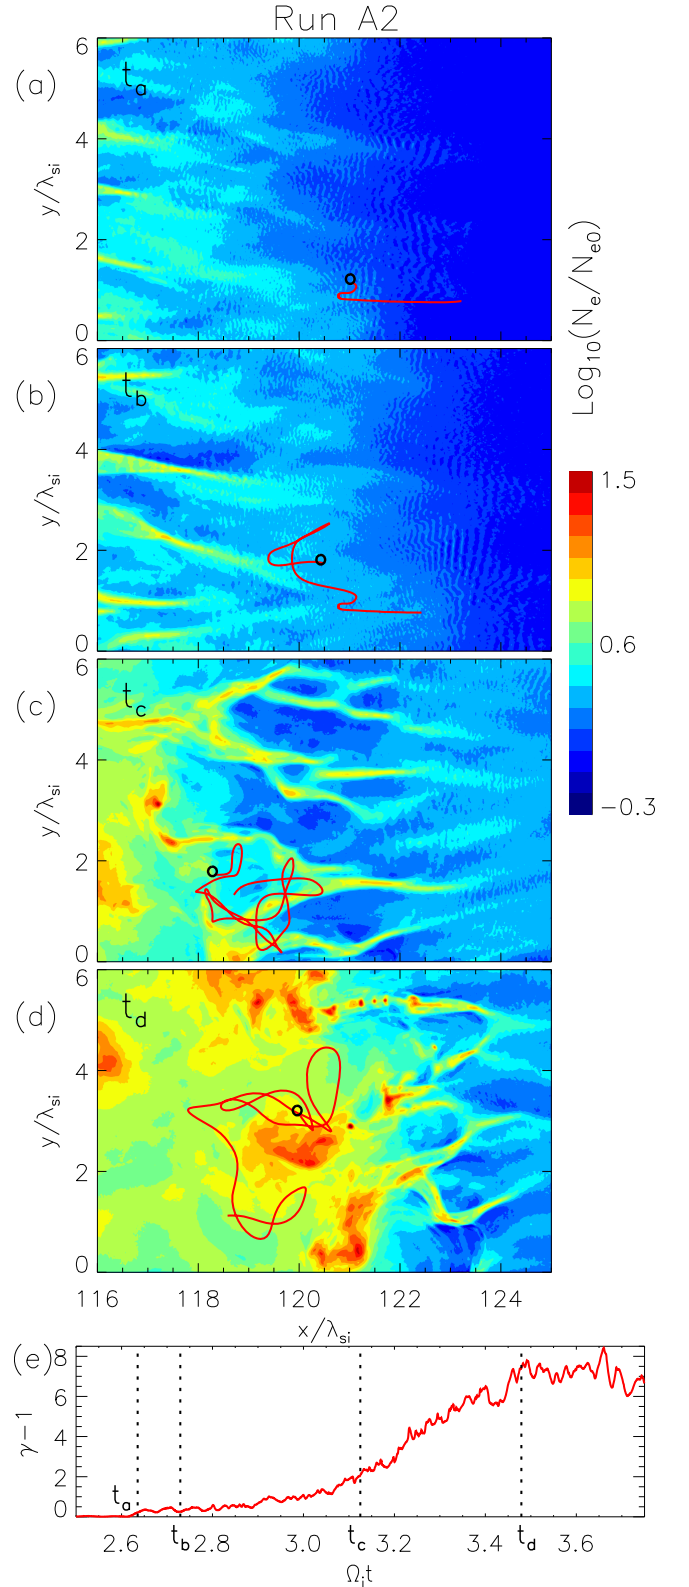 Run A2
(a)
t_a
6
4
2
0
y/λ_si
(b)
t_b
6
4
2
0
y/λ_si
Log_10(N_e/N_e0)
1.5
0.6
−0.3
(c)
t_c
6
4
2
0
y/λ_si
(d)
t_d
6
4
2
0
y/λ_si
116 118 120 122 124
x/λ_si
(e)
8
6
4
2
0
γ−1
t_a
t_b t_c t_d
2.6 2.8 3.0 3.2 3.4 3.6
Ω_i t